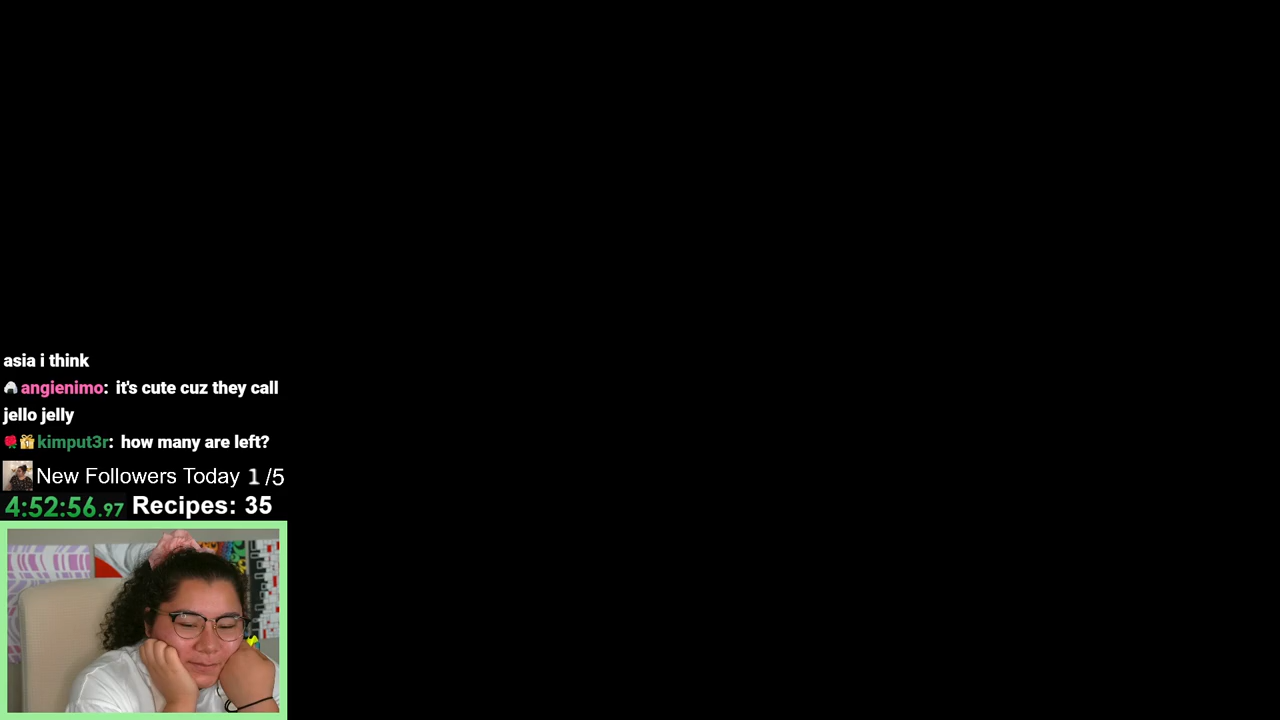 asia i think
angienimo: it's cute cuz they call
jello jelly
kimput3r: how many are left?
New Followers Today 1 /5
4:52:56.97 Recipes: 35